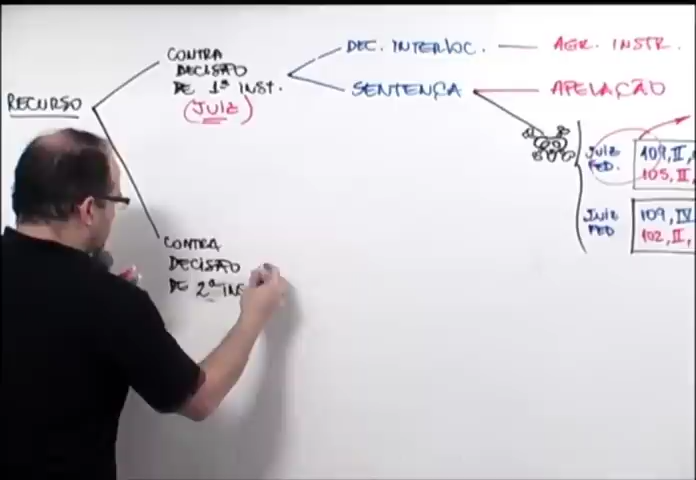 RECURSO
CONTRA
DECISÃO
DE 1ª INST.
(JUIZ)
DEC. INTERLOC. — AGR. INSTR.
SENTENÇA — APELAÇÃO
JUIZ
FED.
109, II,
105, II,
JUIZ
FED
109, IV
102, II,
CONTRA
DECISÃO
DE 2ª INS